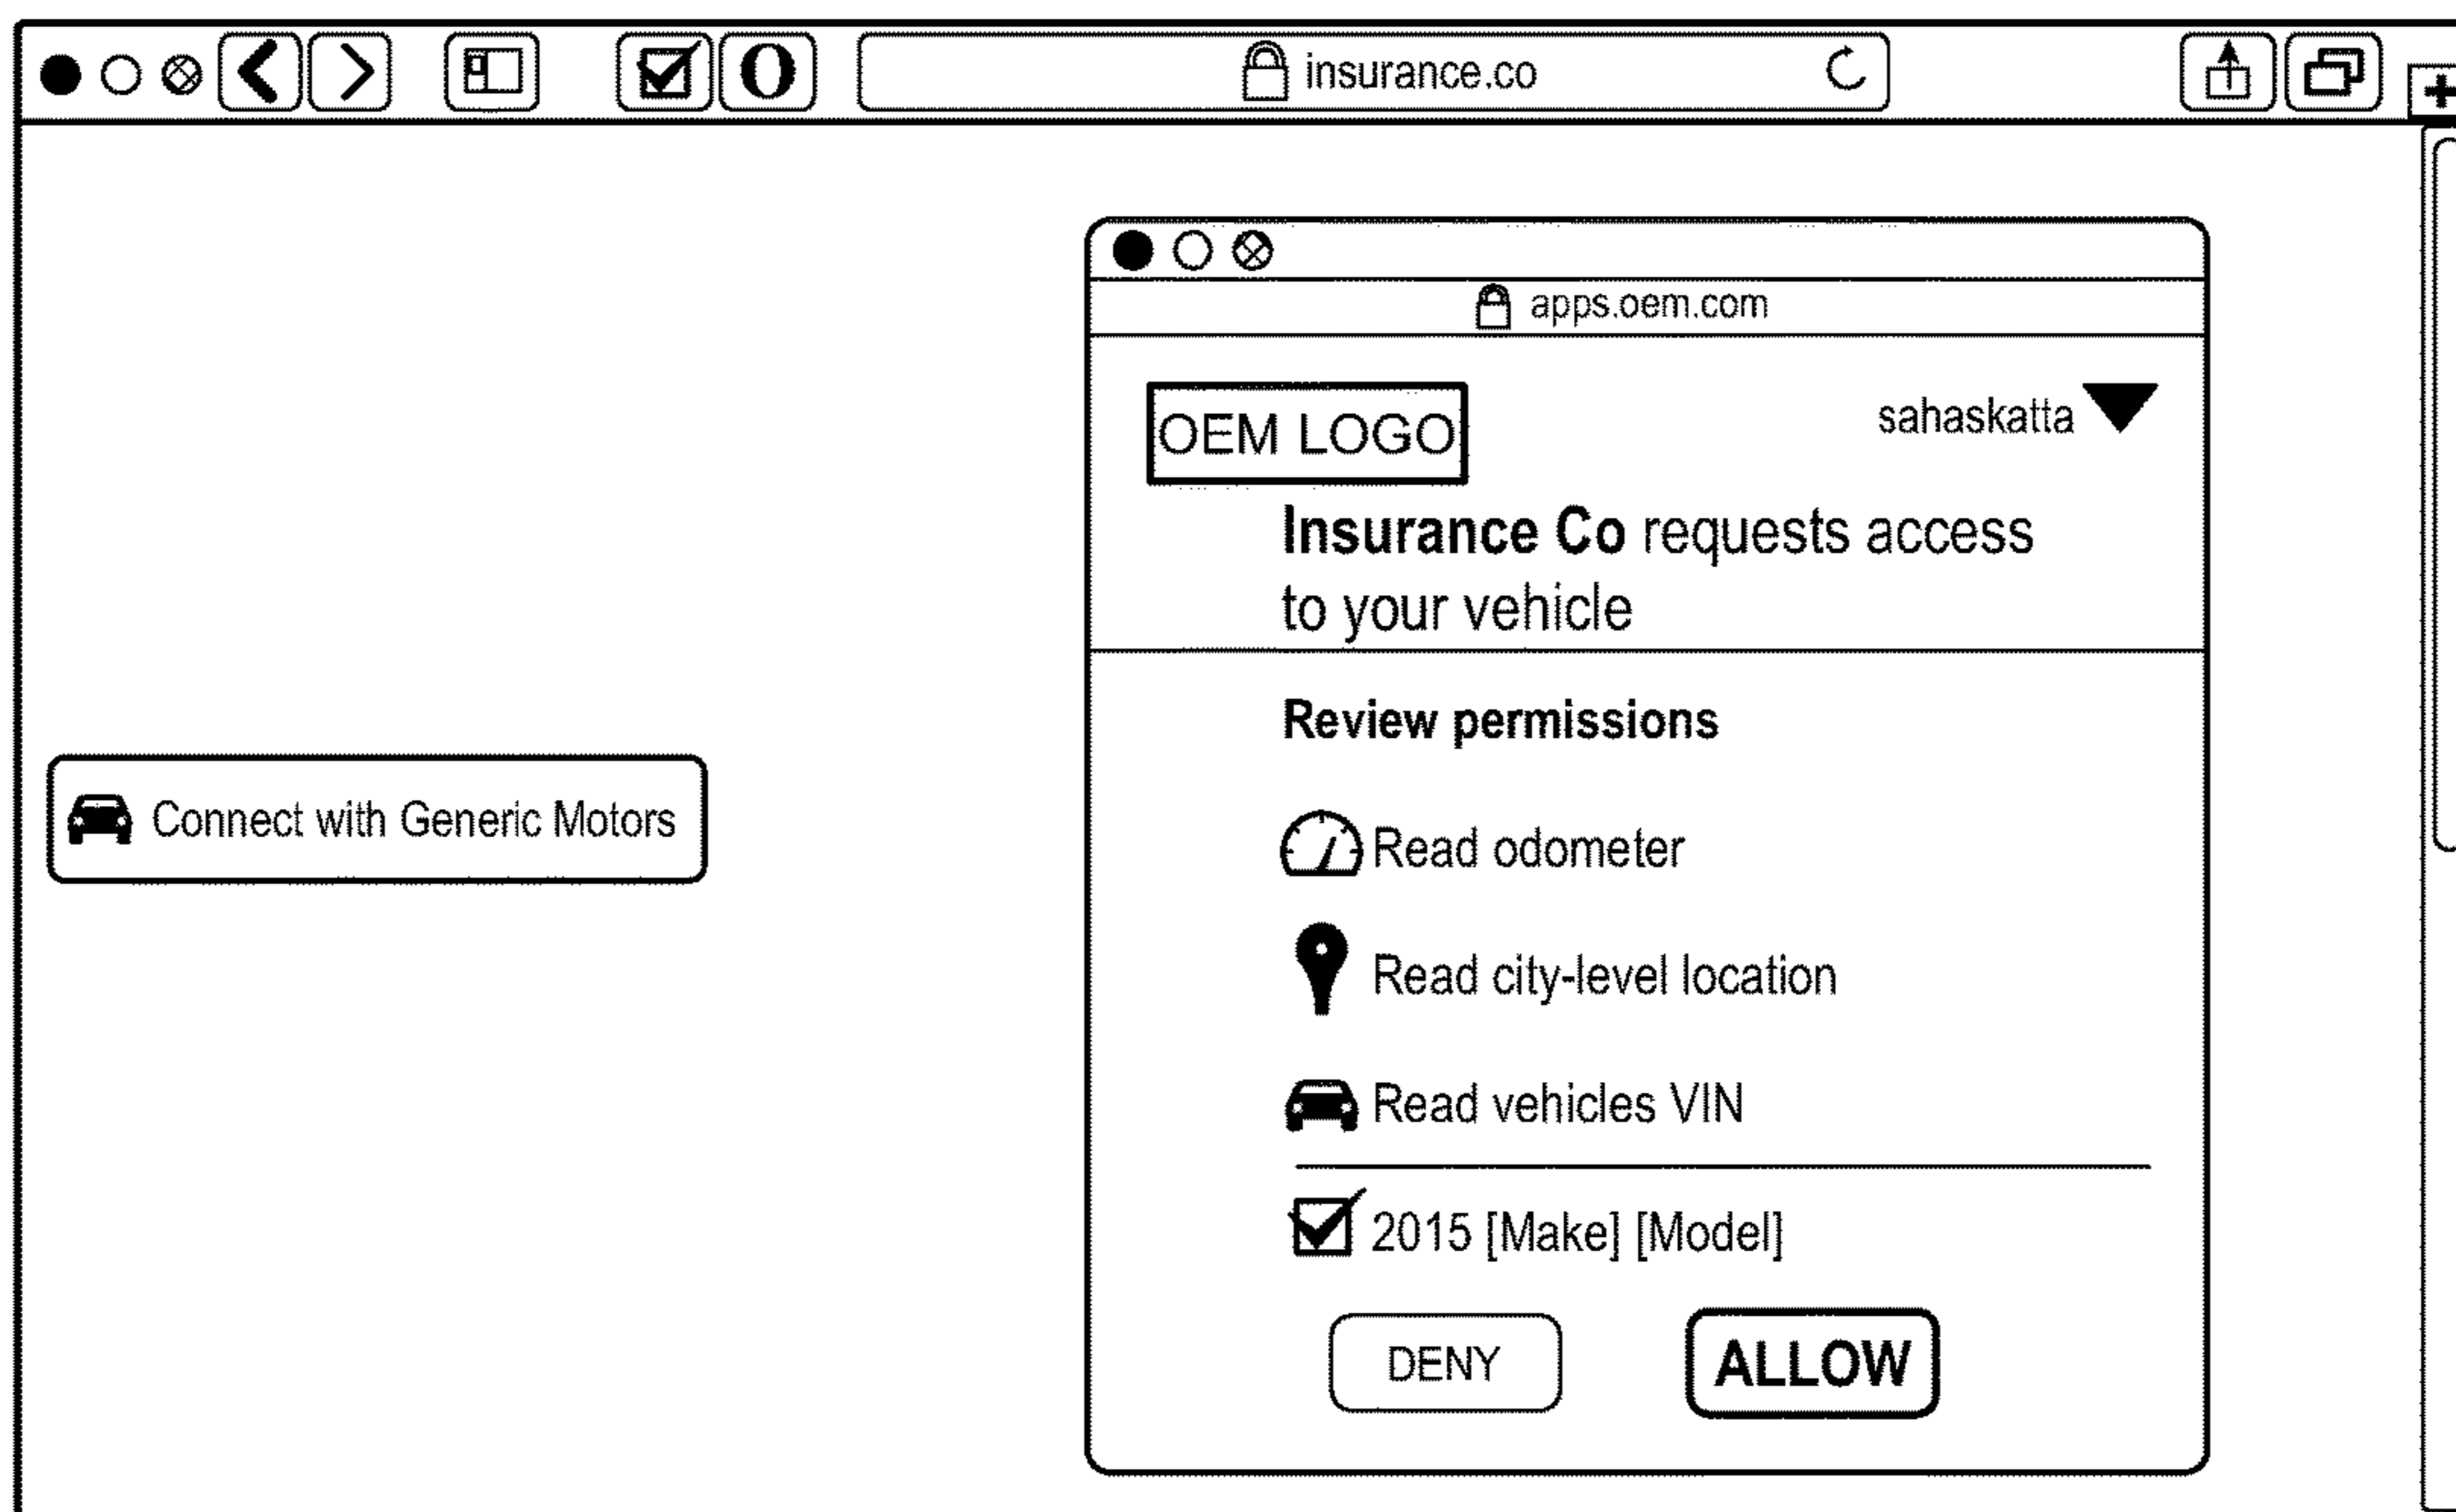 insurance.co
apps.oem.com
OEM LOGO
sahaskatta
Insurance Co requests access
to your vehicle
Review permissions
Connect with Generic Motors
Read odometer
Read city-level location
Read vehicles VIN
2015 [Make] [Model]
DENY
ALLOW